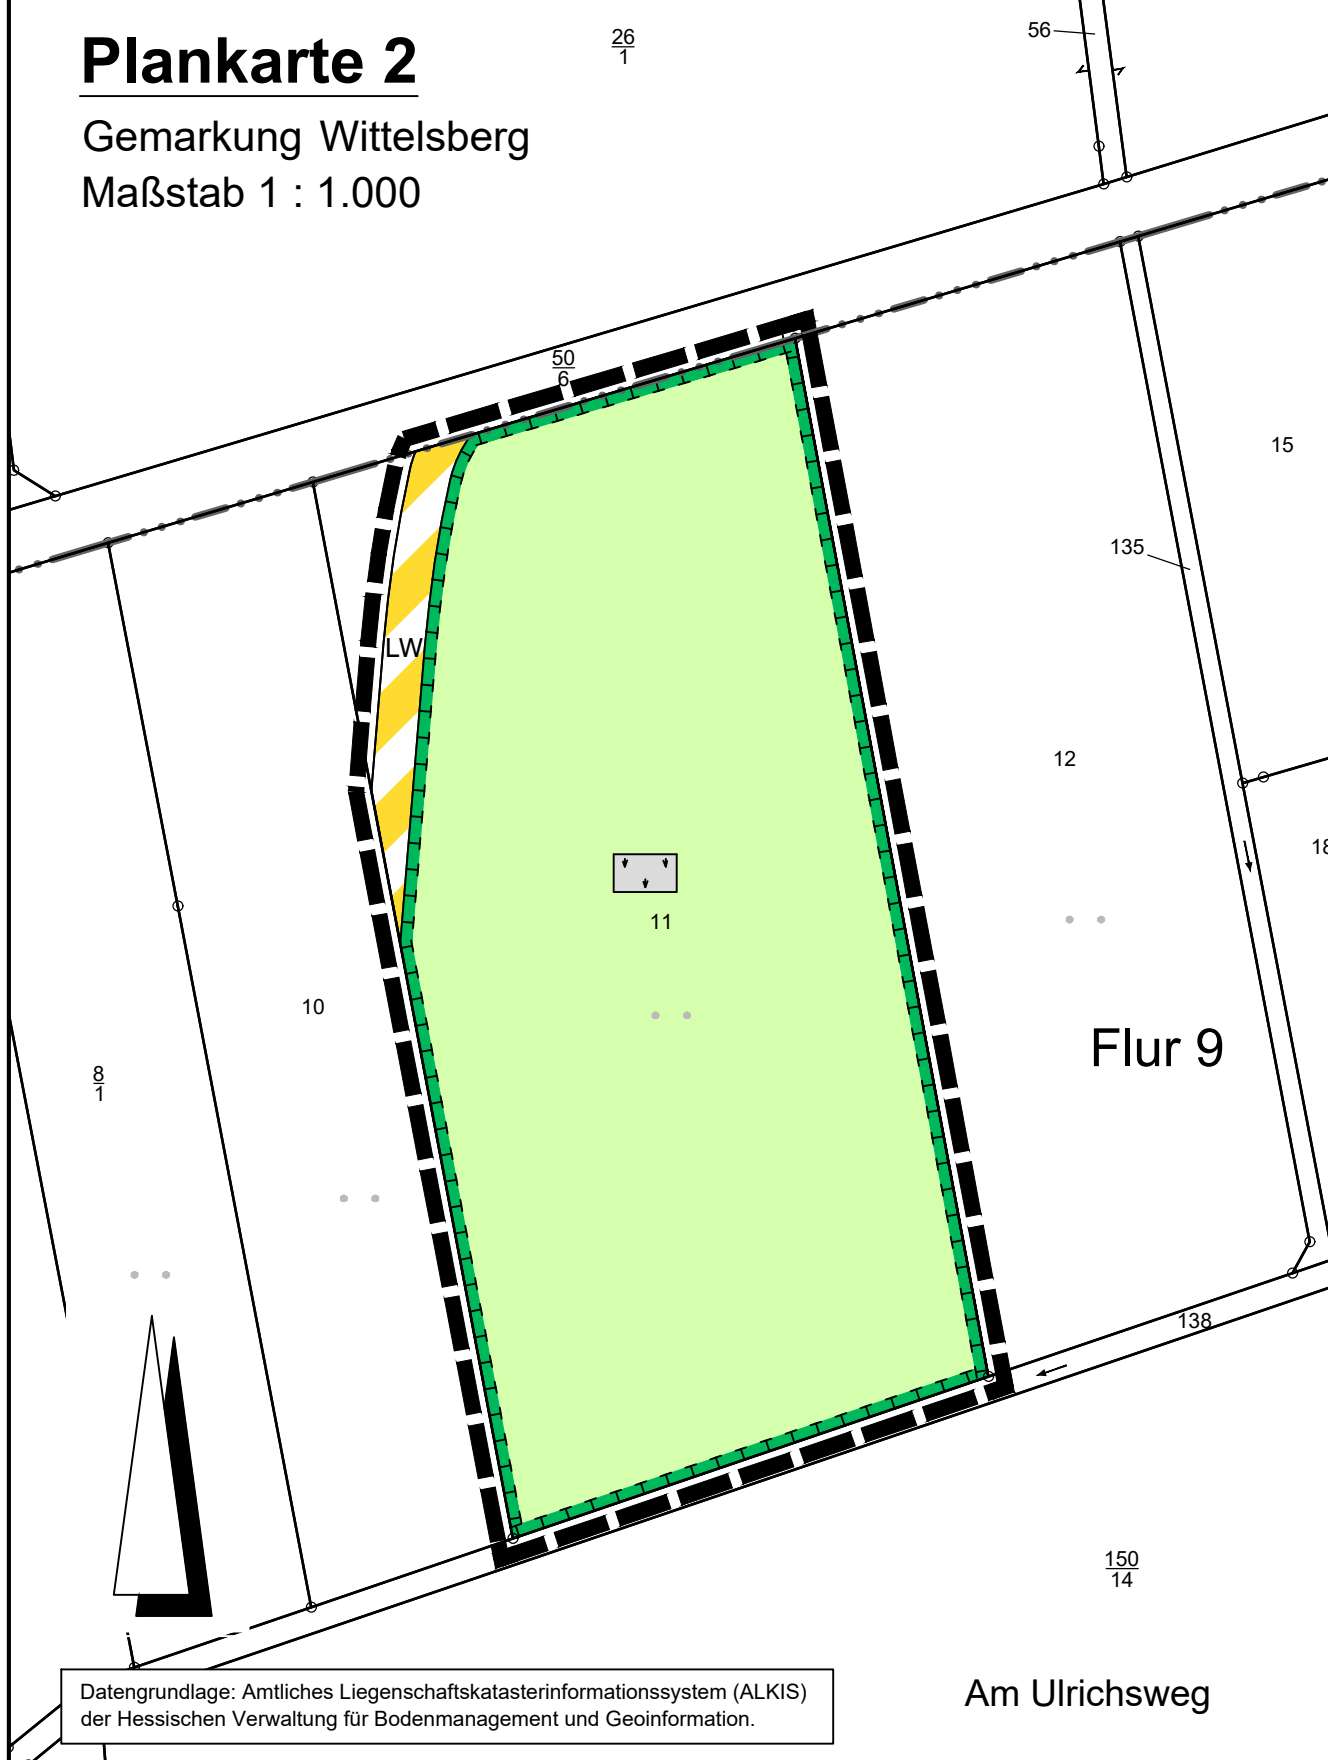 Plankarte 2
Gemarkung Wittelsberg
Maßstab 1 : 1.000
26
1
56
50
6
15
135
LW
12
18
11
10
Flur 9
8
1
138
150
14
Am Ulrichsweg
Datengrundlage: Amtliches Liegenschaftskatasterinformationssystem (ALKIS)
der Hessischen Verwaltung für Bodenmanagement und Geoinformation.